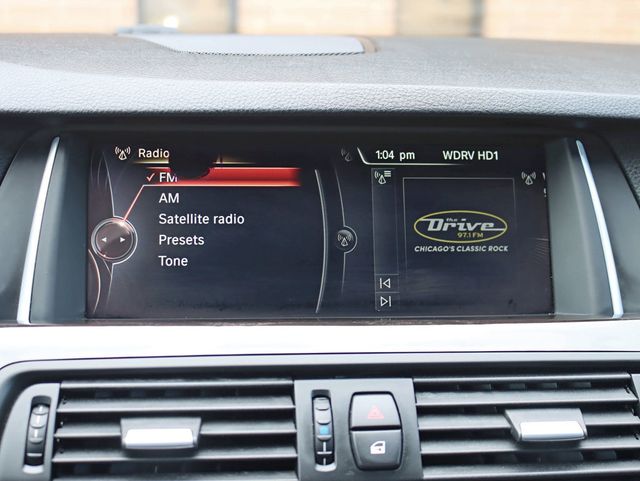 Radio
FM
AM
Satellite radio
Presets
Tone
1:04 pm WDRV HD1
the
Drive
97.1 FM
CHICAGO'S CLASSIC ROCK